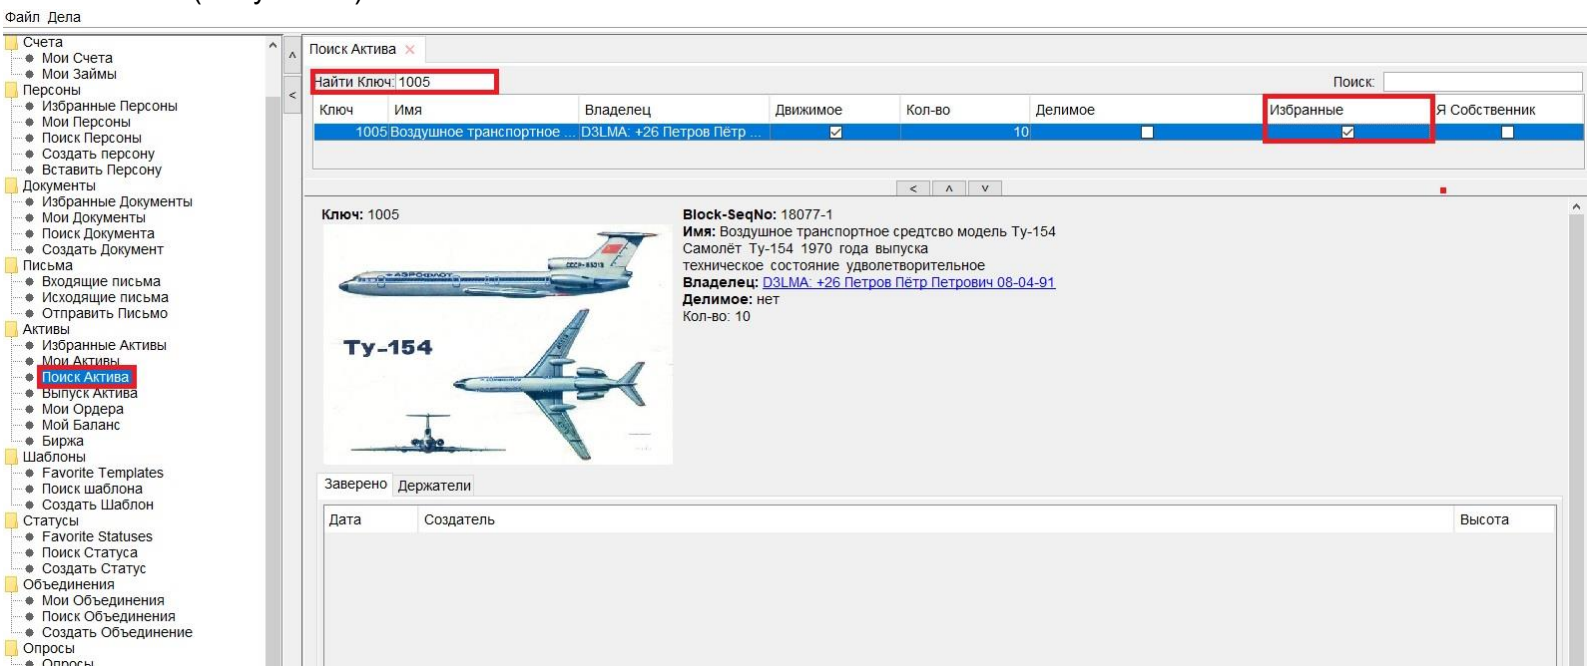 Файл Дела
Счета
Мои Счета
Мои Займы
Персоны
Избранные Персоны
Мои Персоны
Поиск Персоны
Создать персону
Вставить Персону
Документы
Избранные Документы
Мои Документы
Поиск Документа
Создать Документ
Письма
Входящие письма
Исходящие письма
Отправить Письмо
Активы
Избранные Активы
Мои Активы
Поиск Актива
Выпуск Актива
Мои Ордера
Мой Баланс
Биржа
Шаблоны
Favorite Templates
Поиск шаблона
Создать Шаблон
Статусы
Favorite Statuses
Поиск Статуса
Создать Статус
Объединения
Мои Объединения
Поиск Объединения
Создать Объединение
Опросы
Опросы
Поиск Актива
Найти Ключ: 1005 Поиск:
Ключ Имя Владелец Движимое Кол-во Делимое Избранные Я Собственник
1005 Воздушное транспортное ... D3LMA: +26 Петров Пётр ... 10
Ключ: 1005
АЭРОФЛОТ
Ту-154
Block-SeqNo: 18077-1
Имя: Воздушное транспортное средтсво модель Ту-154
Самолёт Ту-154 1970 года выпуска
техническое состояние удволетворительное
Владелец: D3LMA: +26 Петров Пётр Петрович 08-04-91
Делимое: нет
Кол-во: 10
Заверено Держатели
Дата Создатель Высота